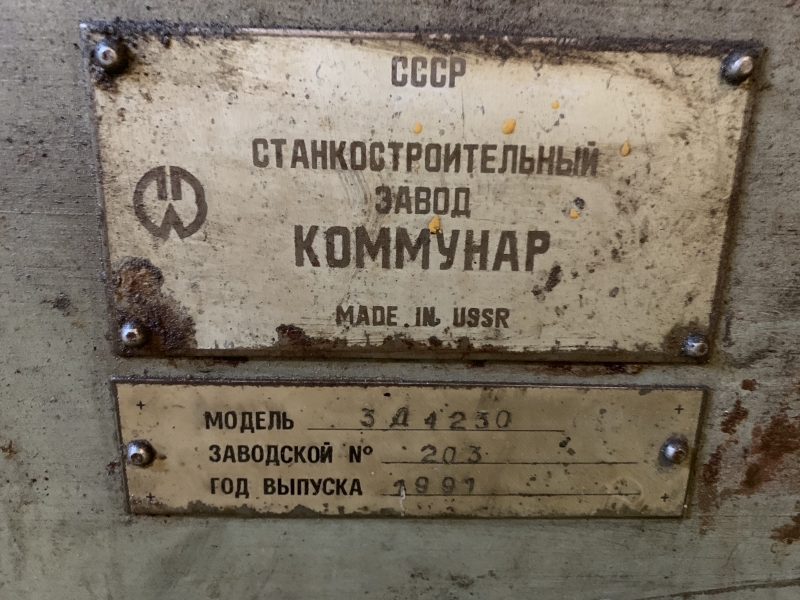 СССР
СТАНКОСТРОИТЕЛЬНЫЙ
ЗАВОД
КОММУНАР
MADE IN USSR
МОДЕЛЬ 3Д4230
ЗАВОДСКОЙ № 203
ГОД ВЫПУСКА 1991